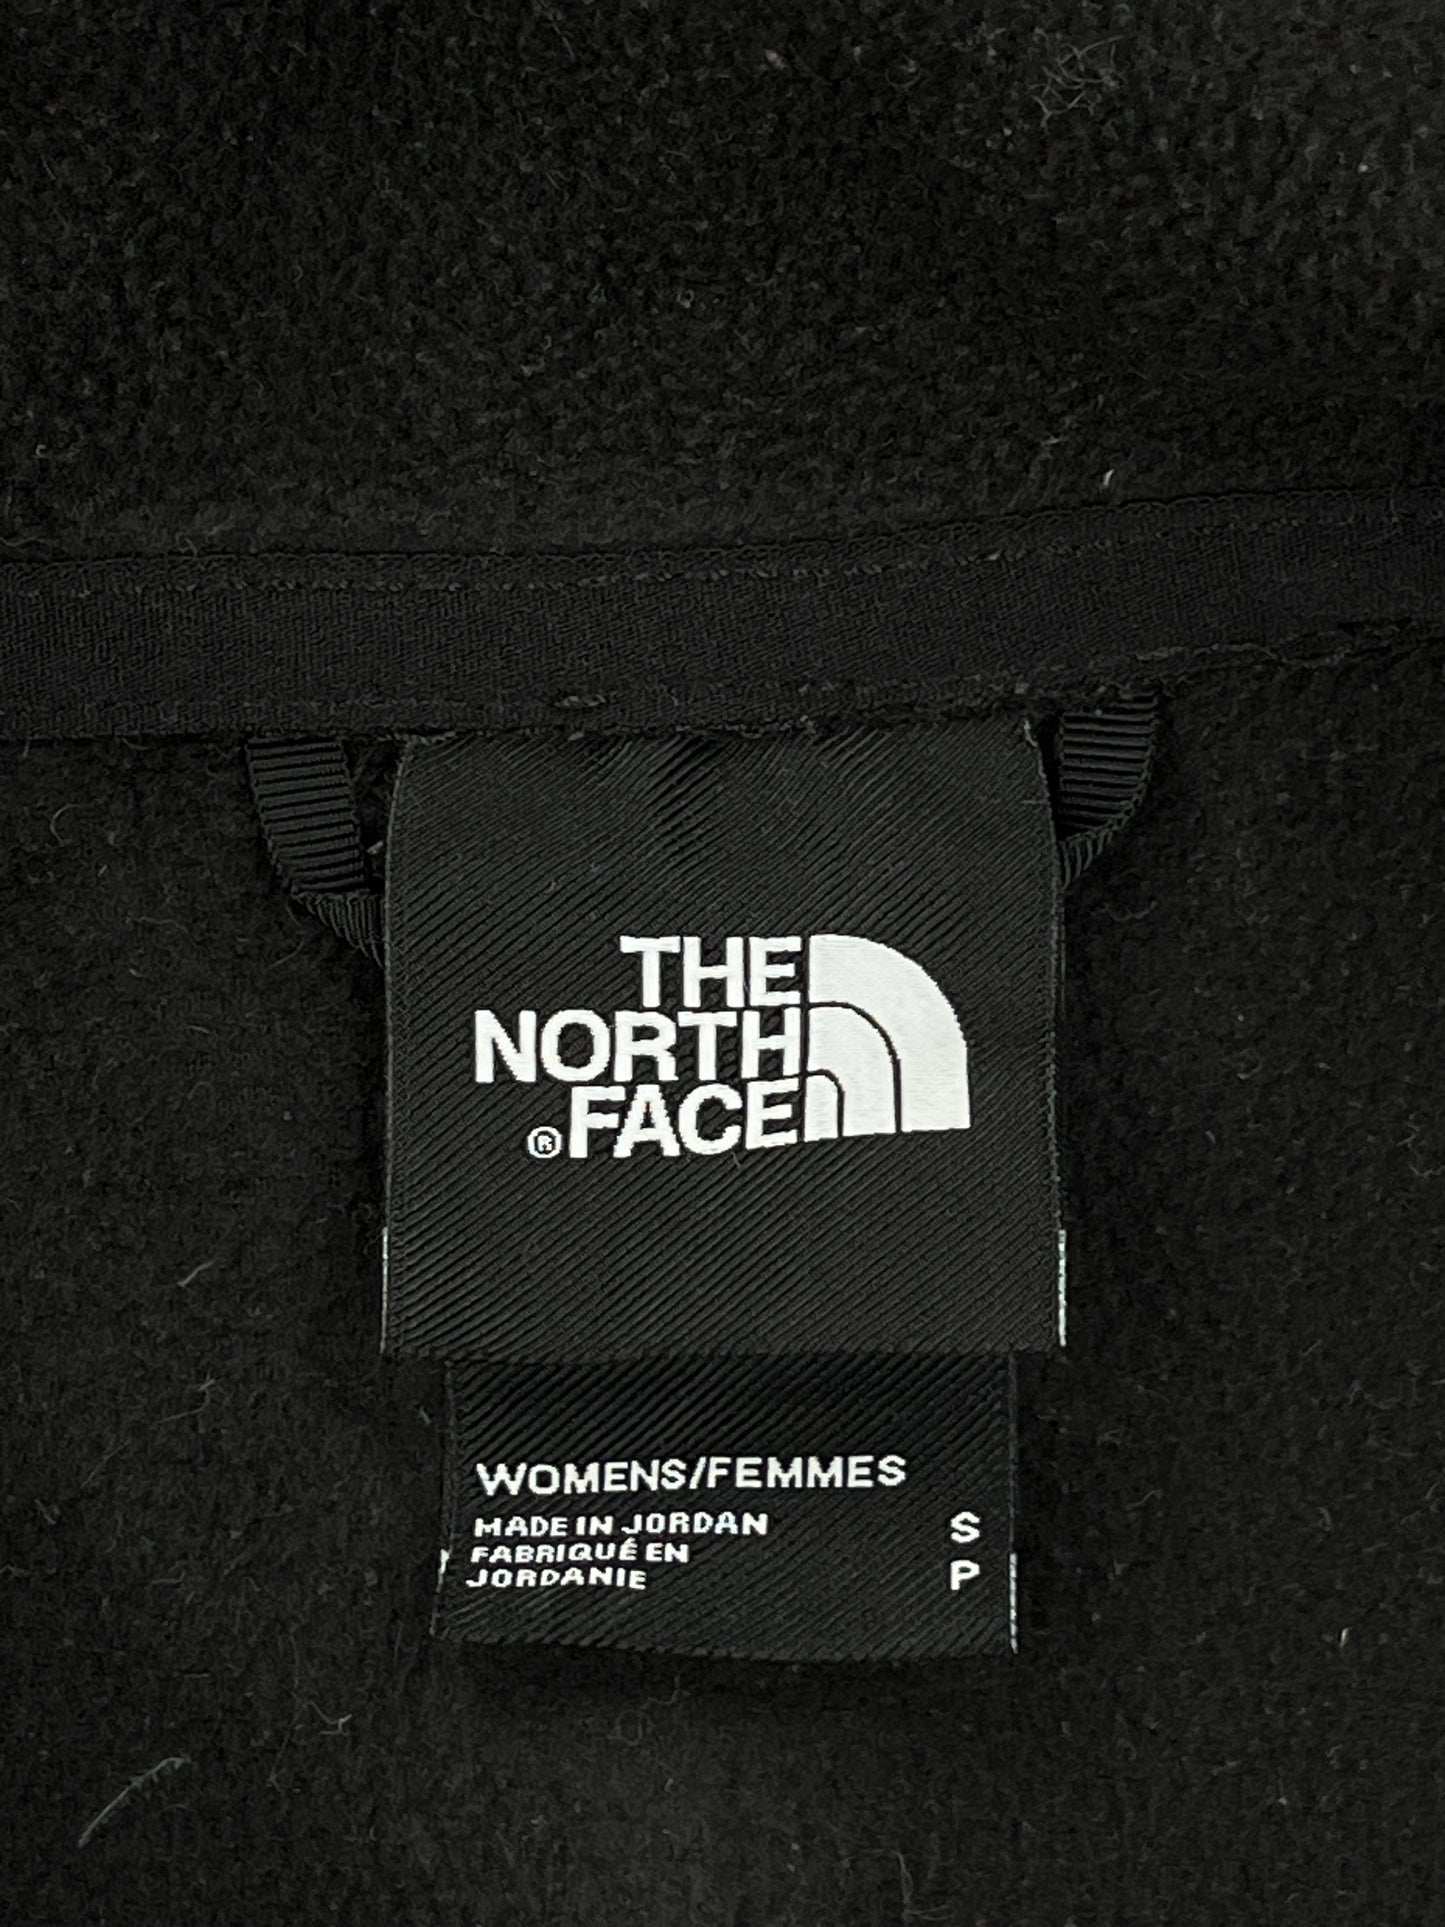 THE
NORTH
®FACE
WOMENS/FEMMES
MADE IN JORDAN S
FABRIQUÉ EN
JORDANIE P